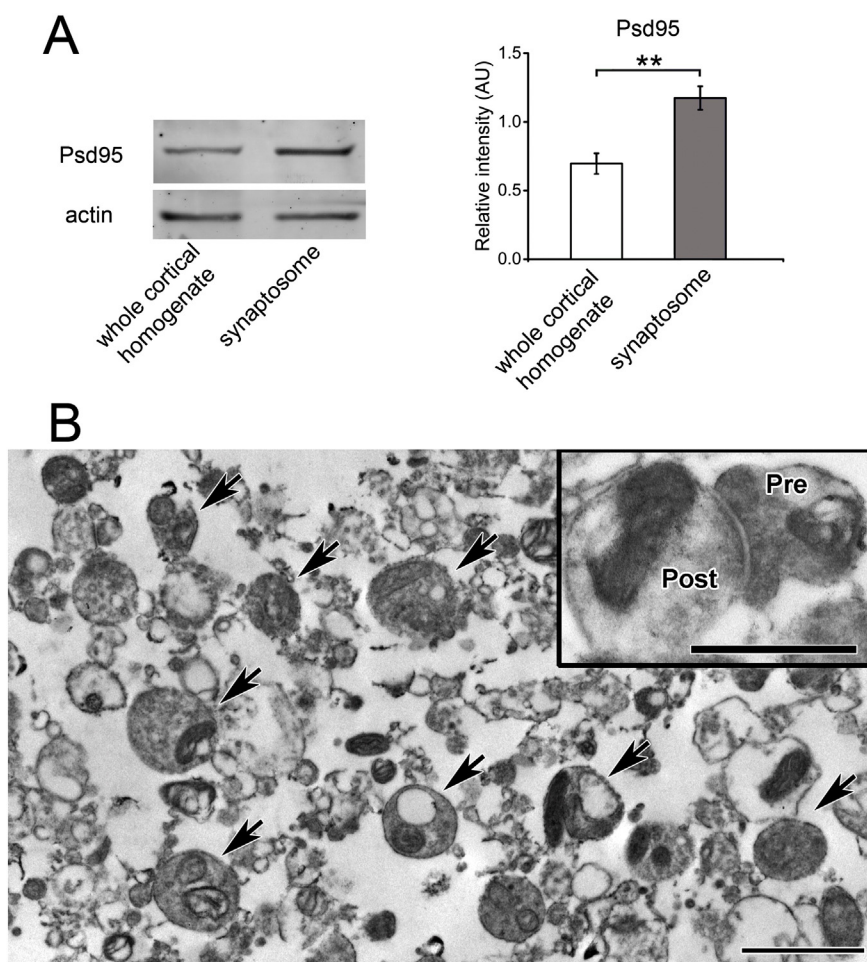 A
Psd95
actin
whole cortical
homogenate
synaptosome
Psd95
**
Relative intensity (AU)
1.5
1.0
0.5
0.0
whole cortical
homogenate
synaptosome
B
Pre
Post